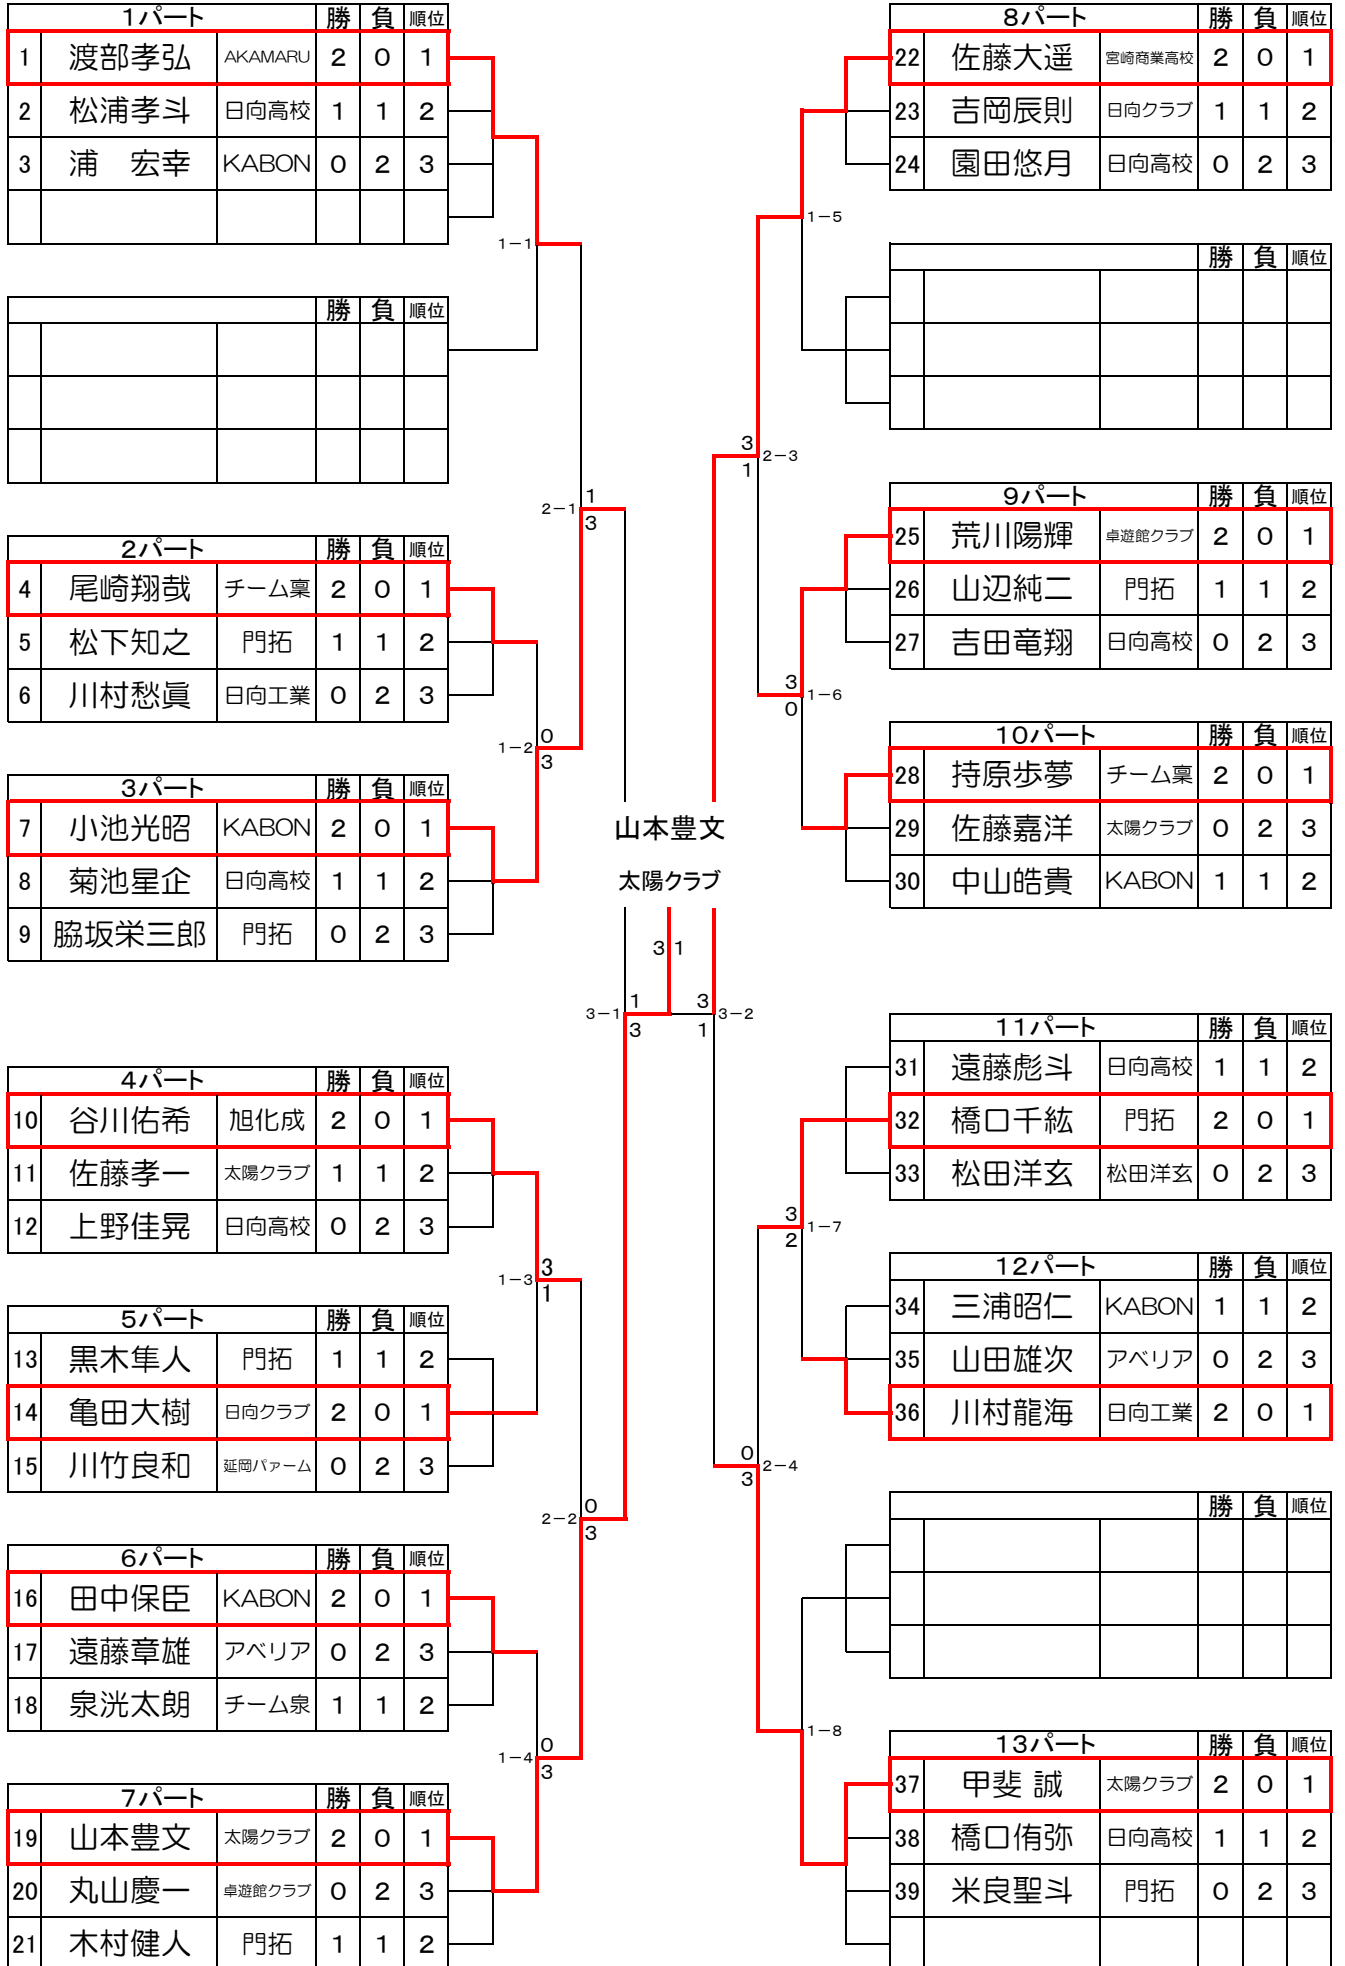 1パート 勝 負 順位
1 渡部孝弘 AKAMARU 2 0 1
2 松浦孝斗 日向高校 1 1 2
3 浦 宏幸 KABON 0 2 3
1-1
勝 負 順位
2-1 1
3
2パート 勝 負 順位
4 尾崎翔哉 チーム稟 2 0 1
5 松下知之 門拓 1 1 2
6 川村愁眞 日向工業 0 2 3
1-2 0
3
3パート 勝 負 順位
7 小池光昭 KABON 2 0 1
8 菊池星企 日向高校 1 1 2
9 脇坂栄三郎 門拓 0 2 3
山本豊文
太陽クラブ
3 1
3-1 1
3
3 3-2
1
4パート 勝 負 順位
10 谷川佑希 旭化成 2 0 1
11 佐藤孝一 太陽クラブ 1 1 2
12 上野佳晃 日向高校 0 2 3
1-3 3
1
5パート 勝 負 順位
13 黒木隼人 門拓 1 1 2
14 亀田大樹 日向クラブ 2 0 1
15 川竹良和 延岡パァーム 0 2 3
2-2 0
3
6パート 勝 負 順位
16 田中保臣 KABON 2 0 1
17 遠藤章雄 アベリア 0 2 3
18 泉洸太朗 チーム泉 1 1 2
1-4 0
3
7パート 勝 負 順位
19 山本豊文 太陽クラブ 2 0 1
20 丸山慶一 卓遊館クラブ 0 2 3
21 木村健人 門拓 1 1 2
8パート 勝 負 順位
22 佐藤大遥 宮崎商業高校 2 0 1
23 吉岡辰則 日向クラブ 1 1 2
24 園田悠月 日向高校 0 2 3
1-5
勝 負 順位
3 2-3
1
9パート 勝 負 順位
25 荒川陽輝 卓遊館クラブ 2 0 1
26 山辺純二 門拓 1 1 2
27 吉田竜翔 日向高校 0 2 3
3 1-6
0
10パート 勝 負 順位
28 持原歩夢 チーム稟 2 0 1
29 佐藤嘉洋 太陽クラブ 0 2 3
30 中山皓貴 KABON 1 1 2
11パート 勝 負 順位
31 遠藤彪斗 日向高校 1 1 2
32 橋口千紘 門拓 2 0 1
33 松田洋玄 松田洋玄 0 2 3
3 1-7
2
12パート 勝 負 順位
34 三浦昭仁 KABON 1 1 2
35 山田雄次 アベリア 0 2 3
36 川村龍海 日向工業 2 0 1
0 2-4
3
勝 負 順位
1-8
13パート 勝 負 順位
37 甲斐 誠 太陽クラブ 2 0 1
38 橋口侑弥 日向高校 1 1 2
39 米良聖斗 門拓 0 2 3